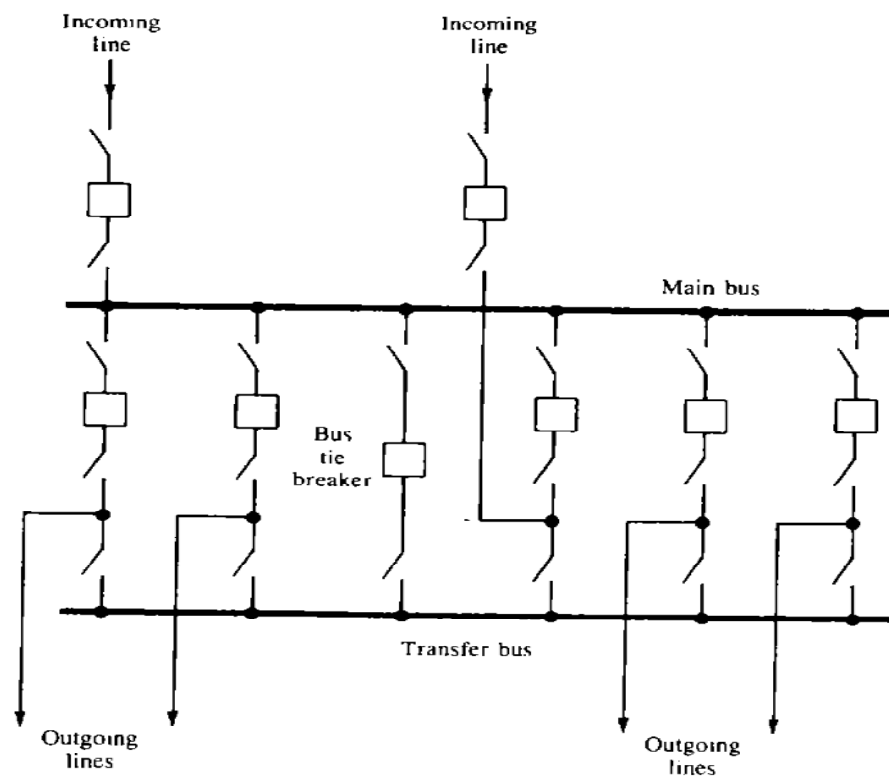 Incoming
line
Incoming
line
Main bus
Bus
tie
breaker
Transfer bus
Outgoing
lines
Outgoing
lines